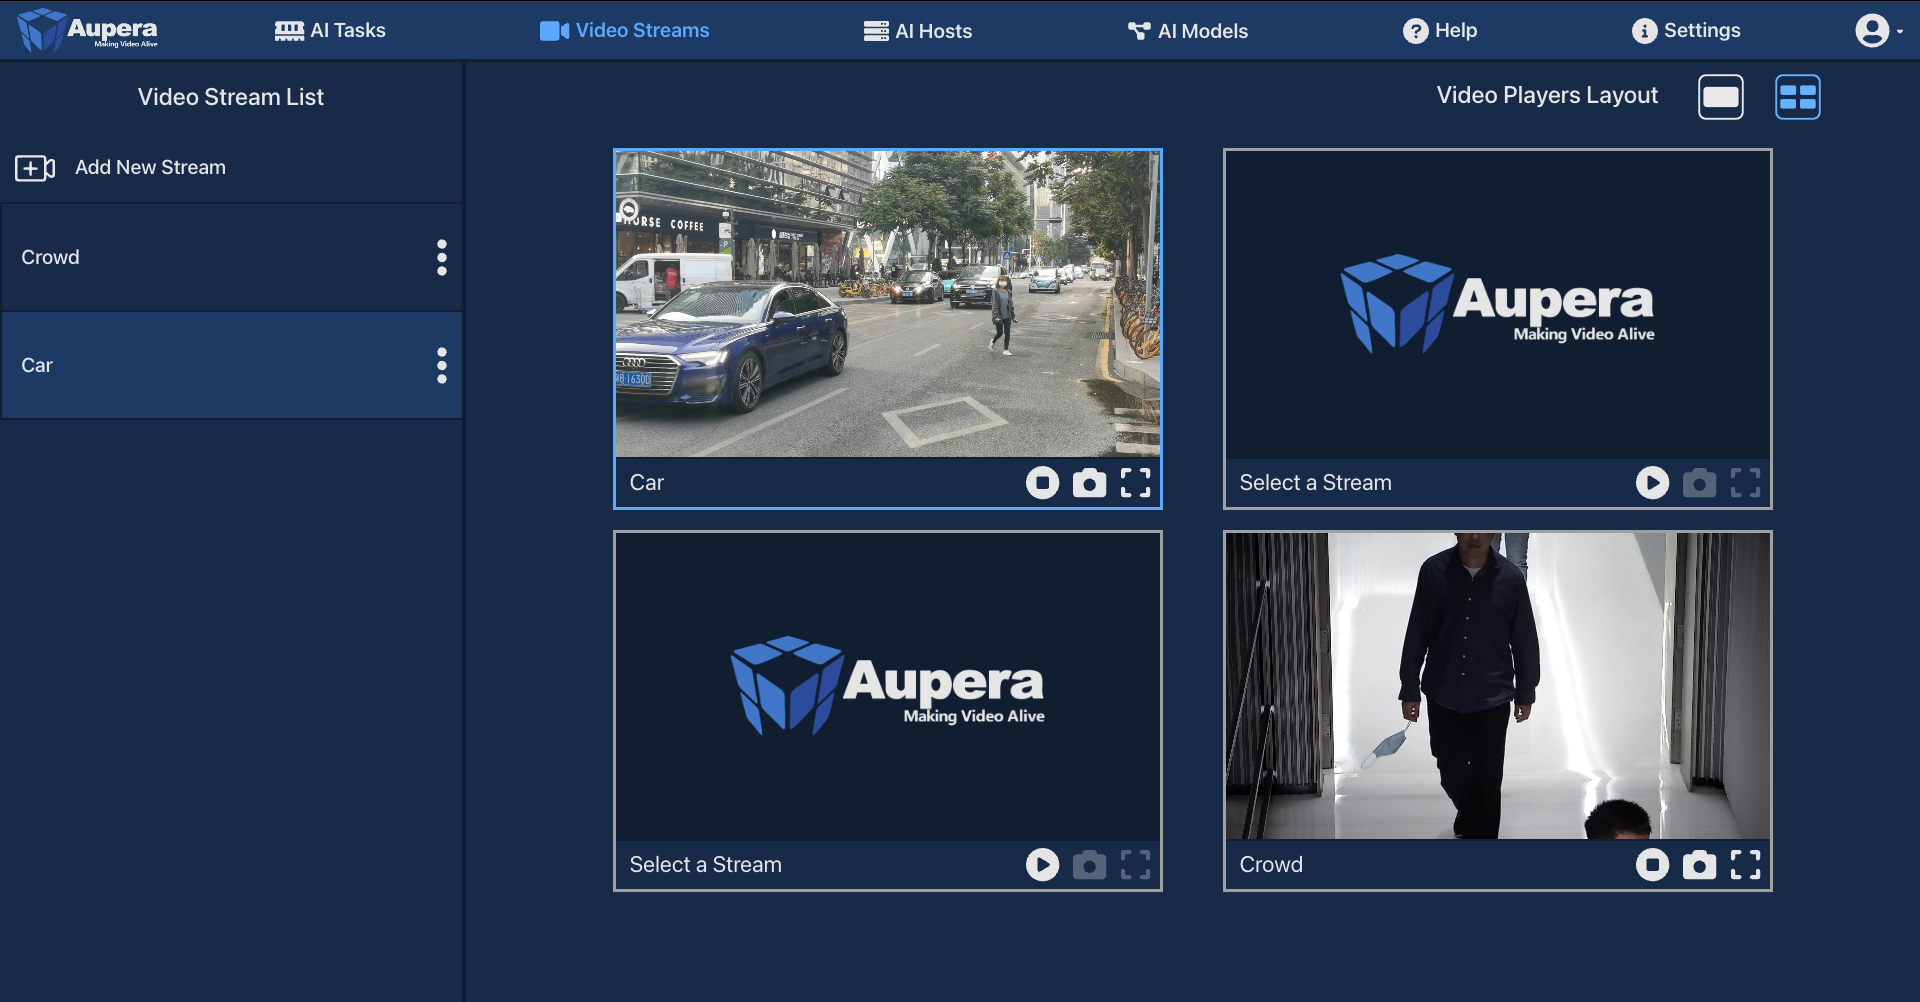 Aupera
Making Video Alive
AI Tasks
Video Streams
AI Hosts
AI Models
Help
Settings
Video Stream List
Add New Stream
Crowd
Car
Video Players Layout
COFFEE
Car
Aupera
Making Video Alive
Select a Stream
Aupera
Making Video Alive
Select a Stream
Crowd